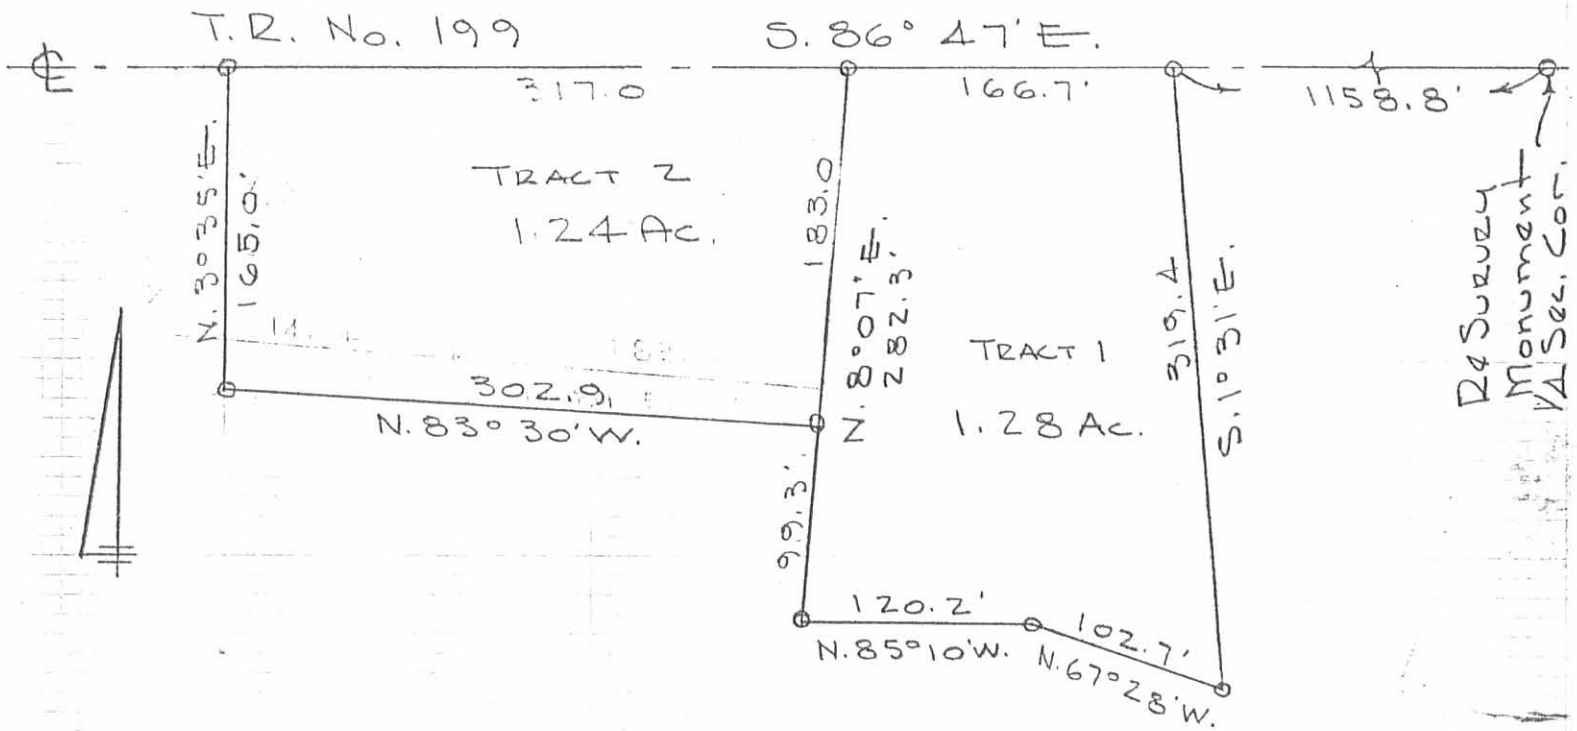 T.R. No. 199
S. 86° 47' E.
℄
317.0
166.7'
1158.8'
N. 3° 35' E.
165.0'
TRACT 2
1.24 Ac.
183.0
N. 8° 07' E.
282.3'
TRACT 1
1.28 Ac.
319.4
S. 1° 31' E.
Re Survey
Monument
1/4 Sec. Cor.
14.
302.9
N. 83° 30' W.
99.3'
120.2'
N. 85° 10' W.
102.7'
N. 67° 28' W.